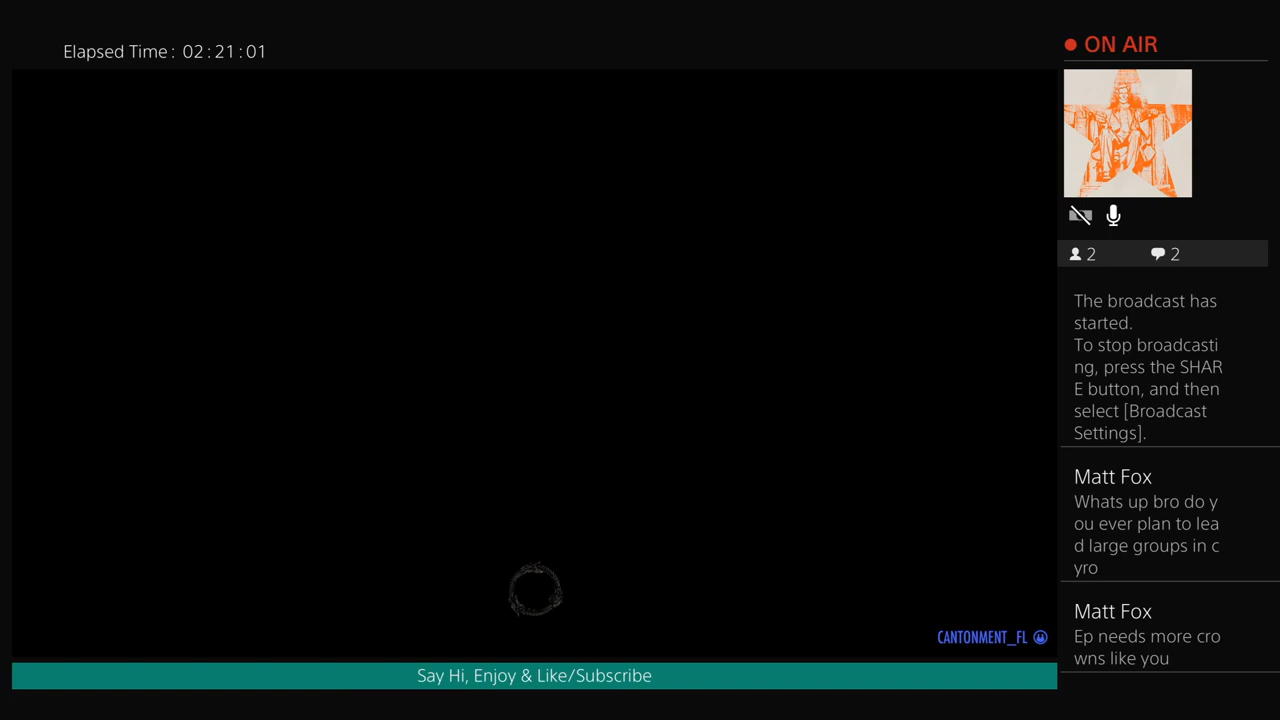 Elapsed Time: 02:21:01
ON AIR
2
2
The broadcast has
started.
To stop broadcasti
ng, press the SHAR
E button, and then
select [Broadcast
Settings].
Matt Fox
Whats up bro do y
ou ever plan to lea
d large groups in c
yro
Matt Fox
Ep needs more cro
wns like you
CANTONMENT_FL
Say Hi, Enjoy & Like/Subscribe